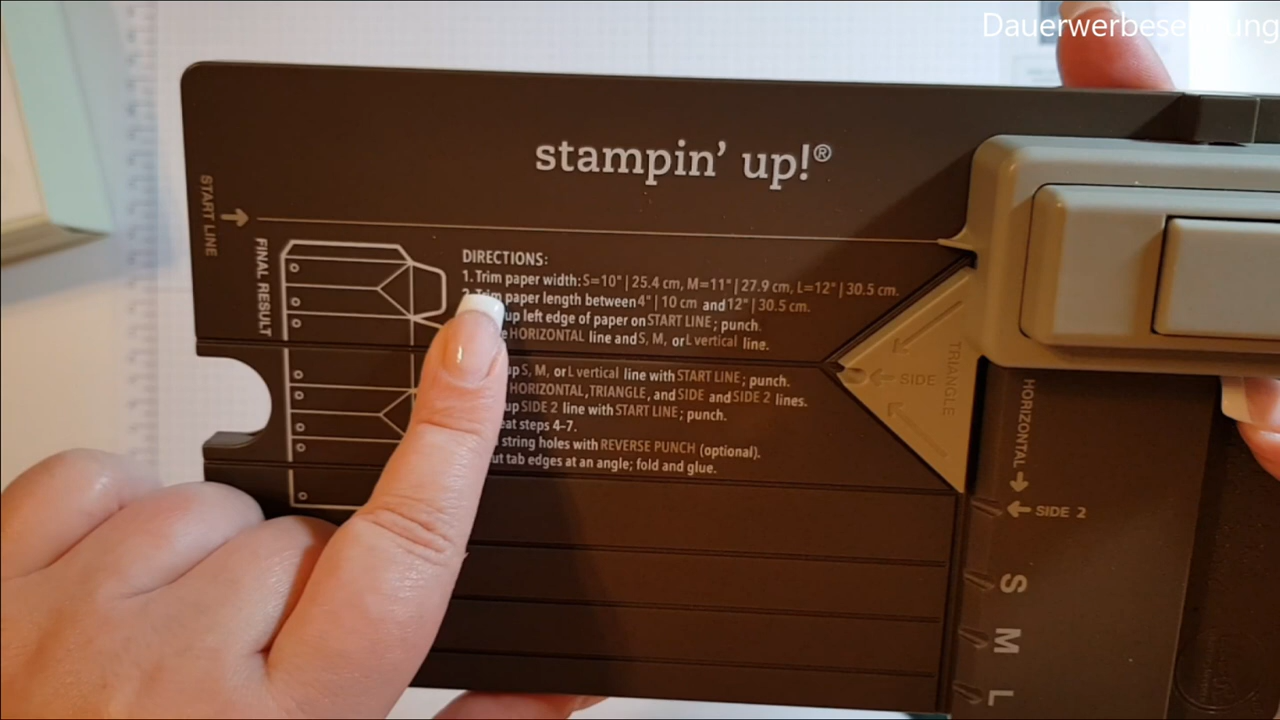 Dauerwerbesendung
stampin' up!®
START LINE
FINAL RESULT
DIRECTIONS:
1. Trim paper width: S=10" | 25.4 cm, M=11" | 27.9 cm, L=12" | 30.5 cm.
2. Trim paper length between 4" | 10 cm and 12" | 30.5 cm.
up left edge of paper on START LINE; punch.
HORIZONTAL line and S, M, or L vertical line.
up S, M, or L vertical line with START LINE; punch.
HORIZONTAL, TRIANGLE, and SIDE and SIDE 2 lines.
up SIDE 2 line with START LINE; punch.
steps 4–7.
string holes with REVERSE PUNCH (optional).
tab edges at an angle; fold and glue.
SIDE
TRIANGLE
HORIZONTAL
SIDE 2
S
M
L